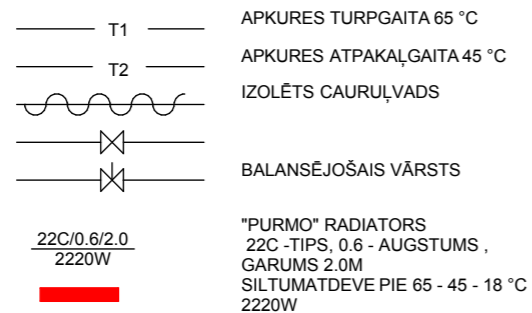 T1 APKURES TURPGAITA 65 °C
T2 APKURES ATPAKAĻGAITA 45 °C
IZOLĒTS CAURUĻVADS
BALANSĒJOŠAIS VĀRSTS
22C/0.6/2.0
2220W
"PURMO" RADIATORS
22C -TIPS, 0.6 - AUGSTUMS ,
GARUMS 2.0M
SILTUMATDEVE PIE 65 - 45 - 18 °C
2220W